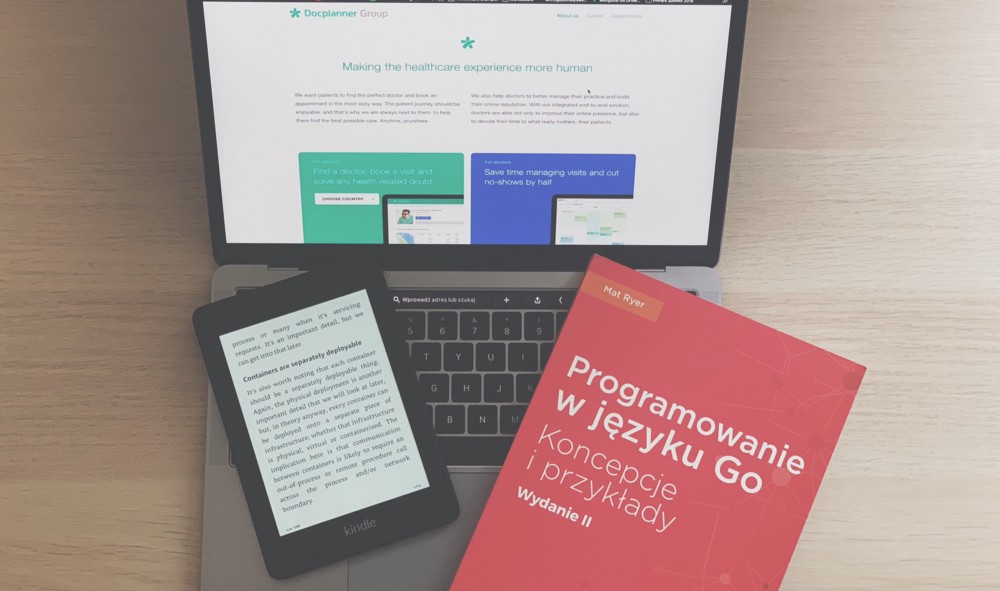 Docplanner Group
About us Career Departments
Making the healthcare experience more human
We want patients to find the perfect doctor and book an
appointment in the most easy way. The patient journey should be
enjoyable, and that's why we are always next to them: to help
them find the best possible care. Anytime, anywhere.
We also help doctors to better manage their practice and build
their online reputation. With our integrated end-to-end solution,
doctors are able not only to improve their online presence, but also
to devote their time to what really matters: their patients.
For patients
Find a doctor, book a visit and
solve any health-related doubt
CHOOSE COUNTRY
For doctors
Save time managing visits and cut
no-shows by half
Wprowadź adres lub szukaj
5 6 7 8 9
T Y U I
G H J K
B N M
process or many when it's servicing
requests. It's an important detail, but we
can get into that later.
Containers are separately deployable
It's also worth noting that each container
should be a separately deployable thing.
Again, the physical deployment is another
important detail that we will look at later,
but, in theory anyway, every container can
be deployed onto a separate piece of
infrastructure; whether that infrastructure
is physical, virtual or containerised. The
implication here is that communication
between containers is likely to require an
out-of-process or remote procedure call
across the process and/or network
boundary.
kindle
Mat Ryer
Programowanie
w języku Go
Koncepcje
i przykłady
Wydanie II